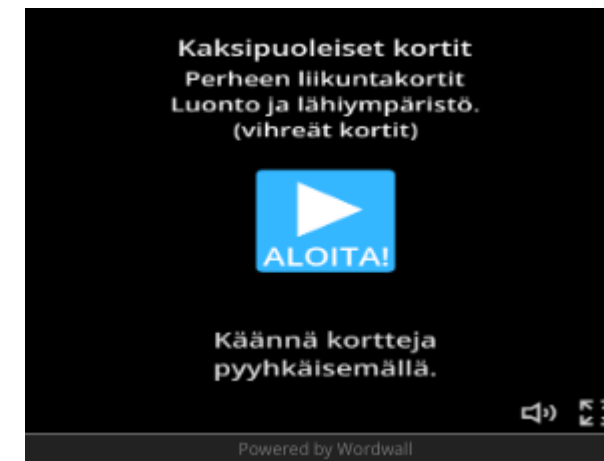 Kaksipuoleiset kortit
Perheen liikuntakortit
Luonto ja lähiympäristö.
(vihreät kortit)
ALOITA!
Käännä kortteja
pyyhkäisemällä.
Powered by Wordwall